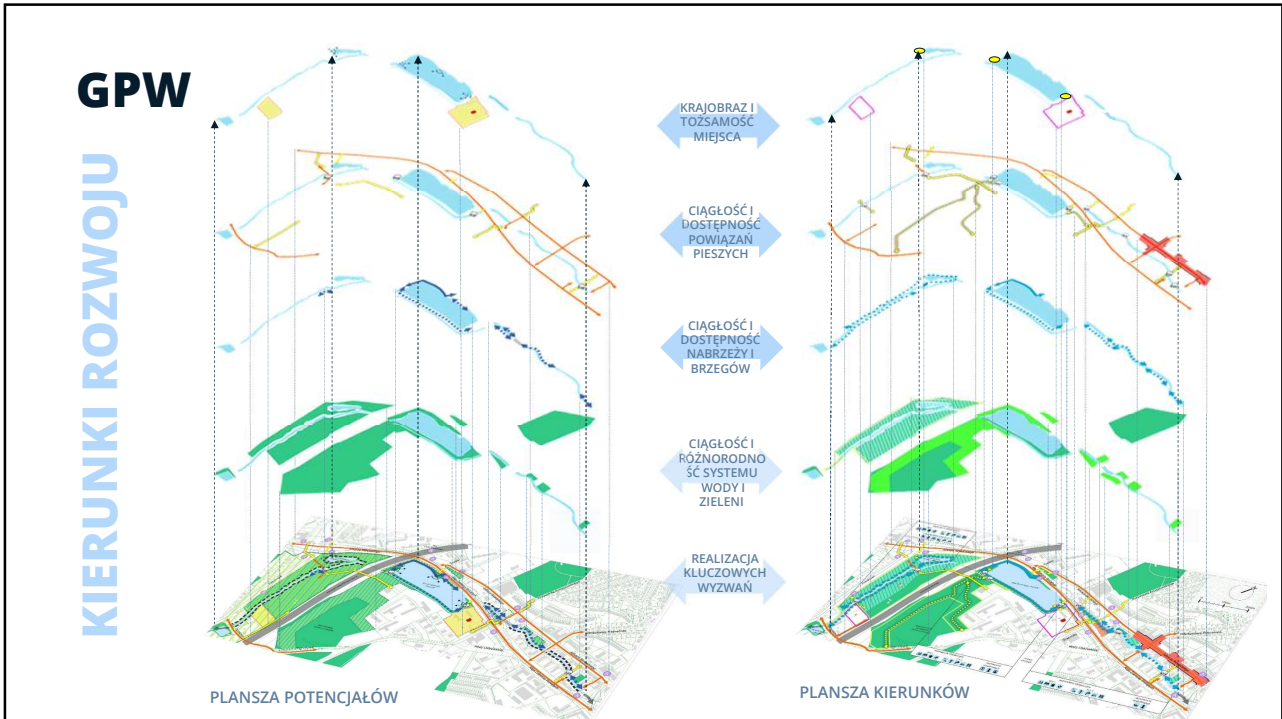 GPW
KIERUNKI ROZWOJU
KRAJOBRAZ I
TOŻSAMOŚĆ
MIEJSCA
CIĄGŁOŚĆ I
DOSTĘPNOŚĆ
POWIĄZAŃ
PIESZYCH
CIĄGŁOŚĆ I
DOSTĘPNOŚĆ
NABRZEŻY I
BRZEGÓW
CIĄGŁOŚĆ I
RÓŻNORODNO
ŚĆ SYSTEMU
WODY I
ZIELENI
REALIZACJA
KLUCZOWYCH
WYZWAŃ
PLANSZA POTENCJAŁÓW
PLANSZA KIERUNKÓW